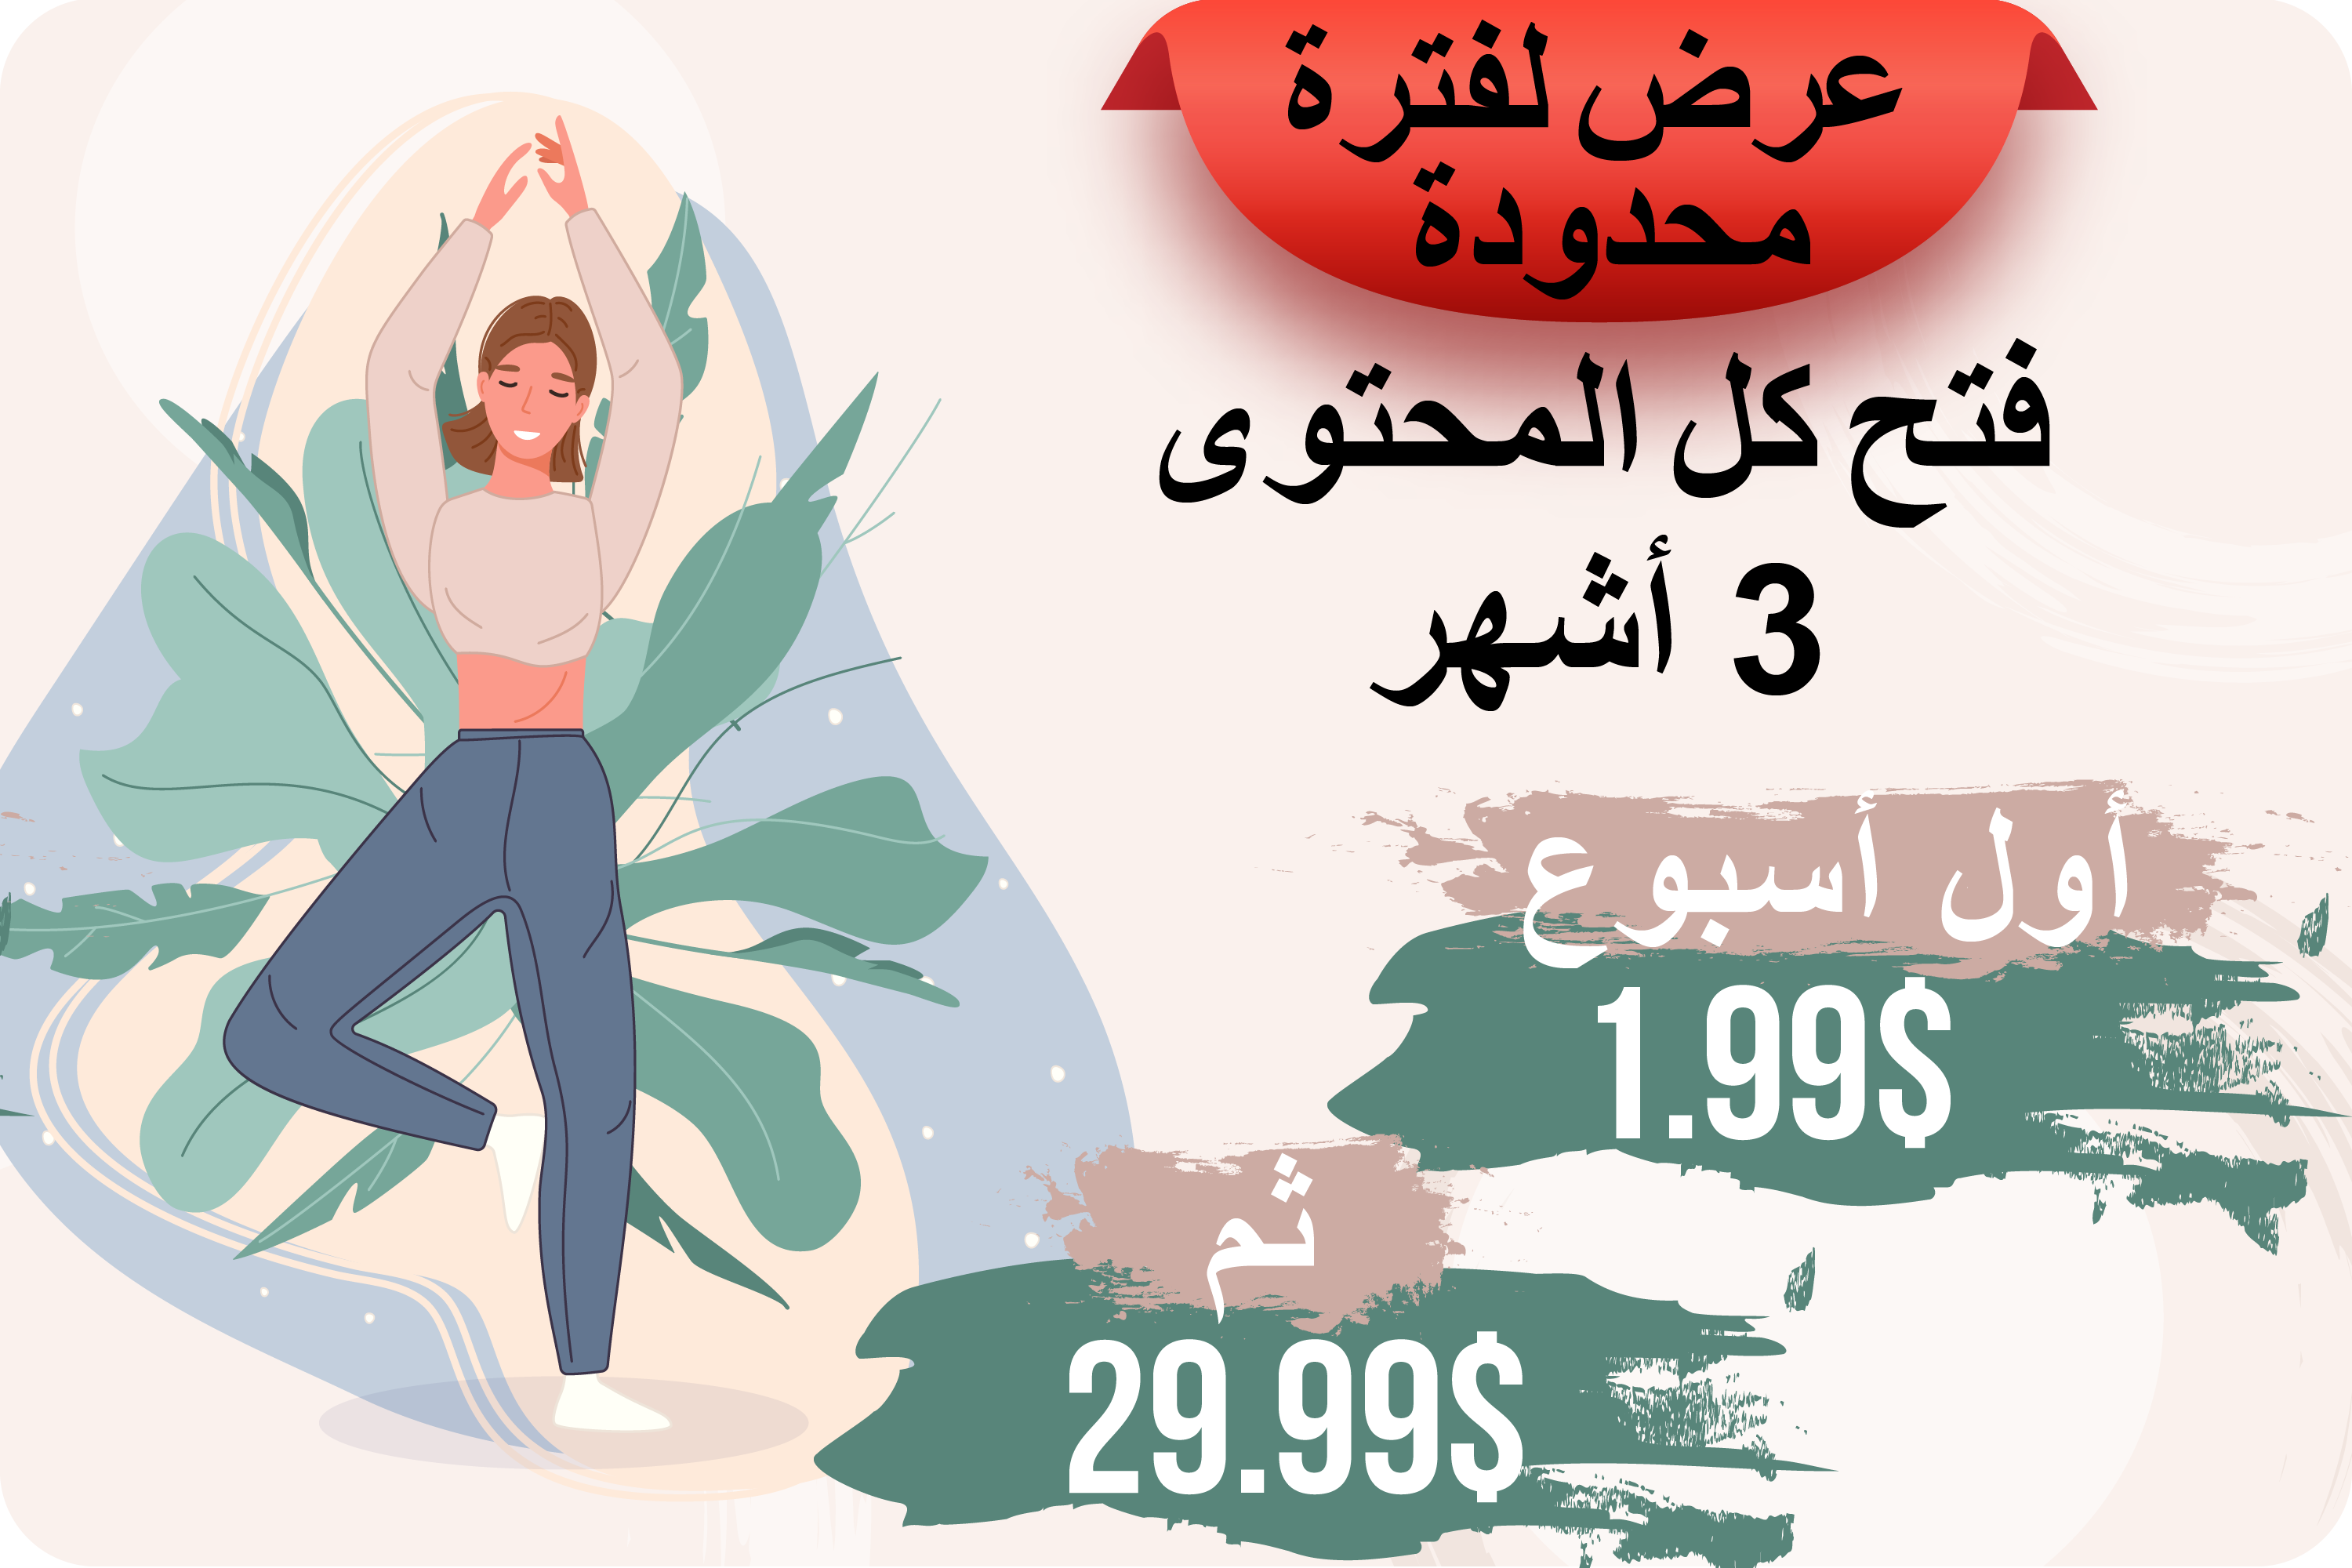 عرض لفترة
محدودة
فتح كل المحتوى
3 أشهر
أول أسبوع
1.99$
ثم
29.99$